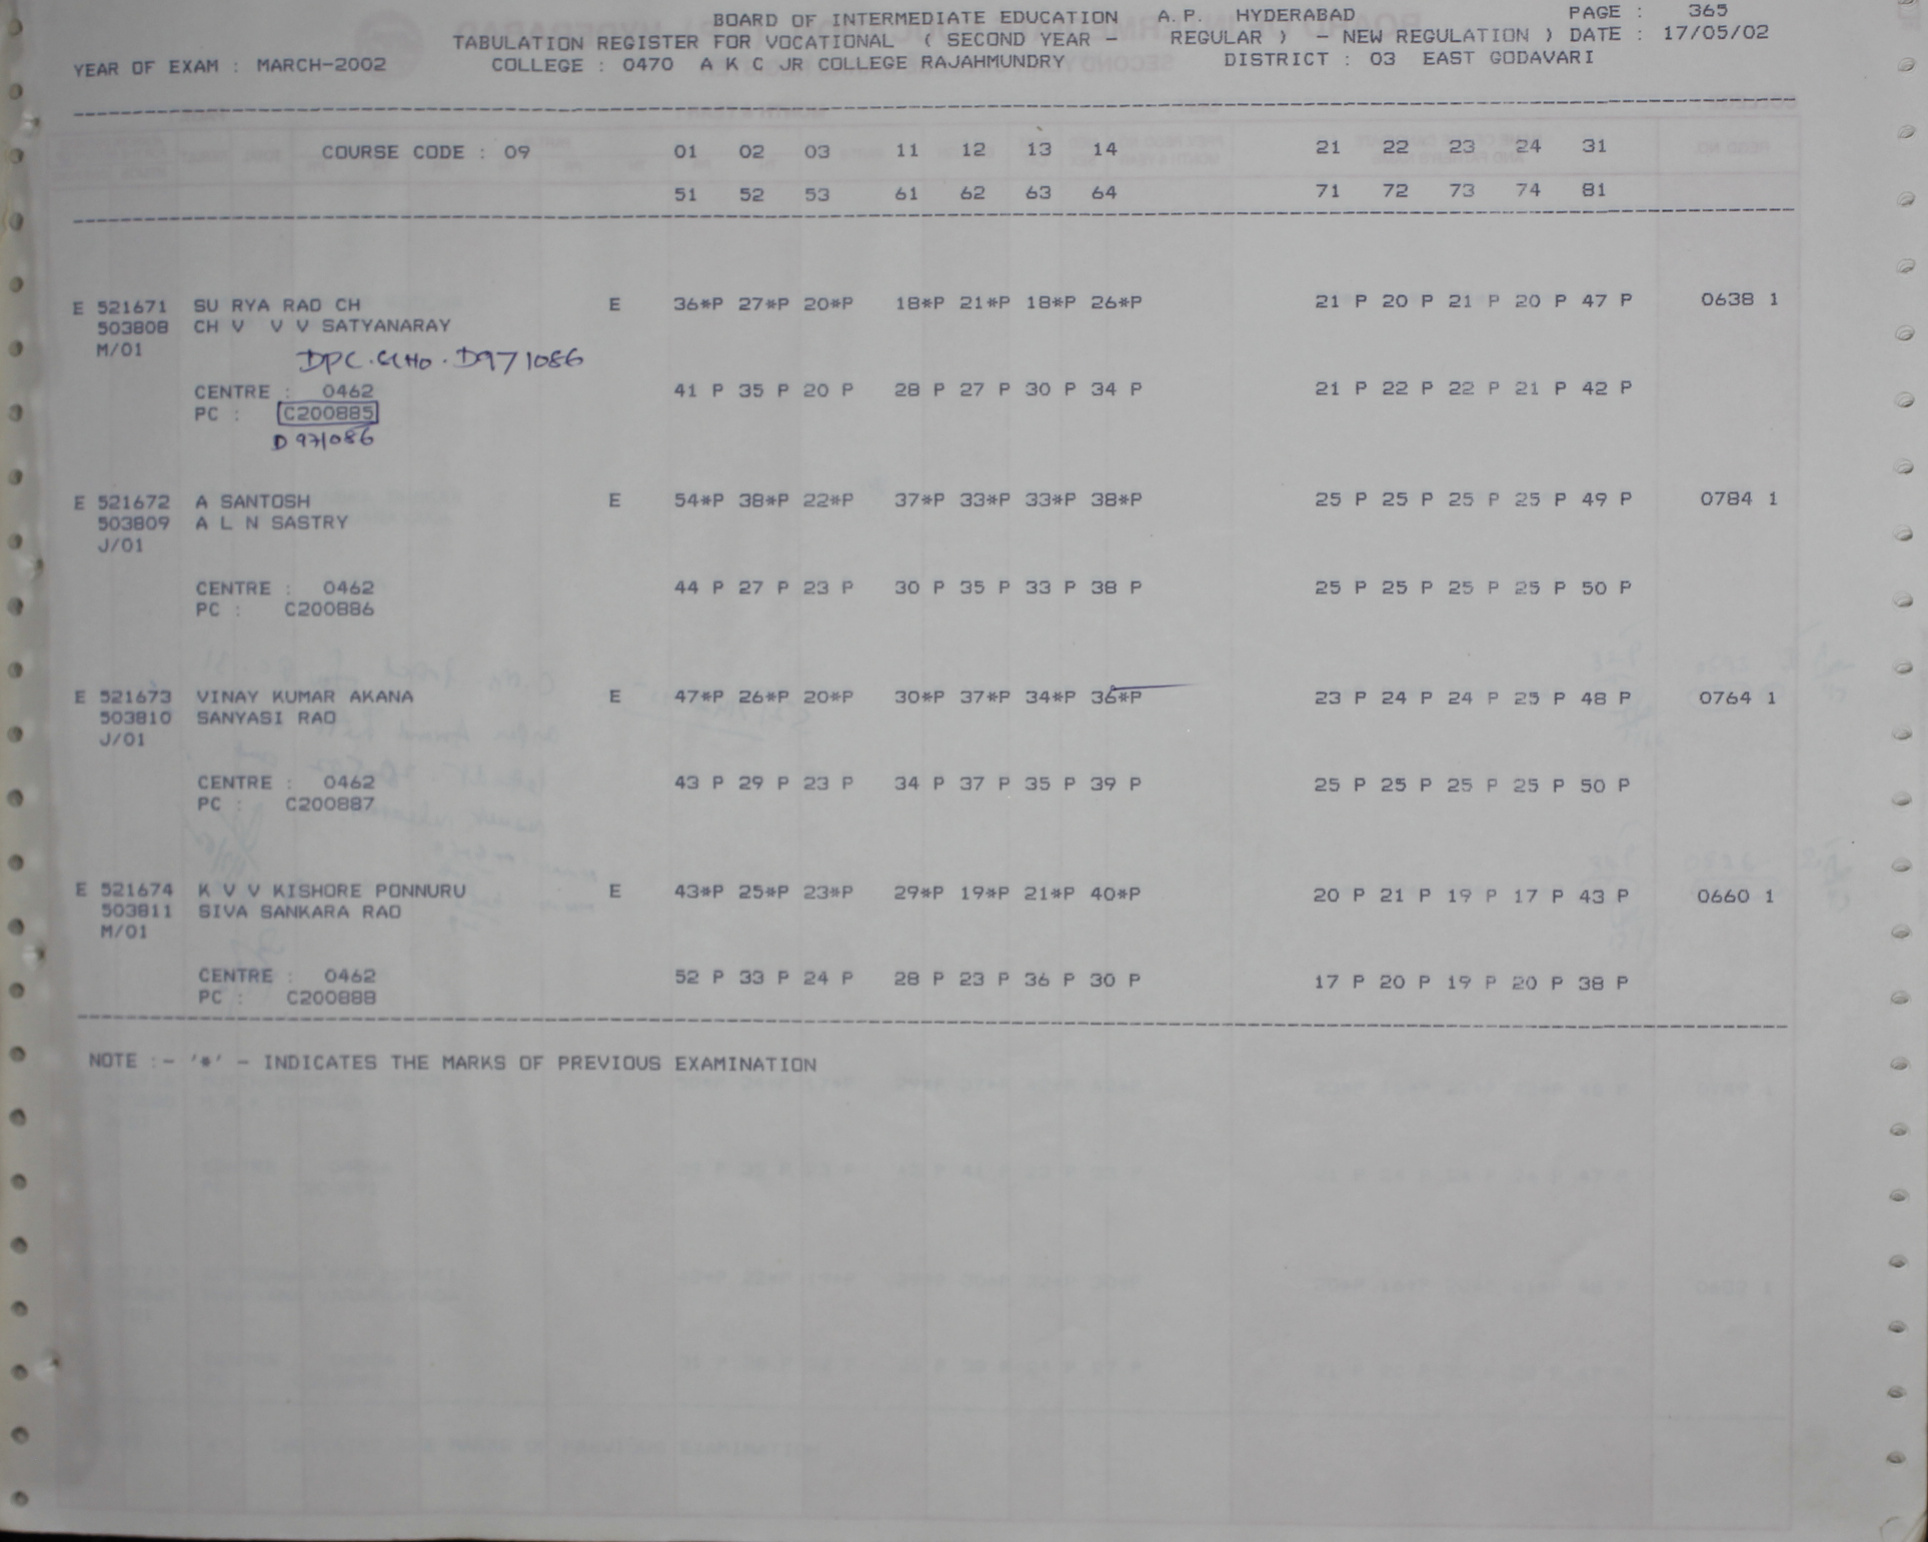 BOARD OF INTERMEDIATE EDUCATION A.P. HYDERABAD PAGE : 365
TABULATION REGISTER FOR VOCATIONAL ( SECOND YEAR - REGULAR ) - NEW REGULATION ) DATE : 17/05/02
YEAR OF EXAM : MARCH-2002 COLLEGE : 0470 A K C JR COLLEGE RAJAHMUNDRY DISTRICT : 03 EAST GODAVARI
COURSE CODE : 09 01 02 03 11 12 13 14 21 22 23 24 31
51 52 53 61 62 63 64 71 72 73 74 81
E 521671 SU RYA RAO CH E 36*P 27*P 20*P 18*P 21*P 18*P 26*P 21 P 20 P 21 P 20 P 47 P 0638 1
503808 CH V V V SATYANARAY
M/01
DPC. D971086
CENTRE : 0462 41 P 35 P 20 P 28 P 27 P 30 P 34 P 21 P 22 P 22 P 21 P 42 P
PC : C200885
D 971086
E 521672 A SANTOSH E 54*P 38*P 22*P 37*P 33*P 33*P 38*P 25 P 25 P 25 P 25 P 49 P 0784 1
503809 A L N SASTRY
J/01
CENTRE : 0462 44 P 27 P 23 P 30 P 35 P 33 P 38 P 25 P 25 P 25 P 25 P 50 P
PC : C200886
E 521673 VINAY KUMAR AKANA E 47*P 26*P 20*P 30*P 37*P 34*P 36*P 23 P 24 P 24 P 25 P 48 P 0764 1
503810 SANYASI RAO
J/01
CENTRE : 0462 43 P 29 P 23 P 34 P 37 P 35 P 39 P 25 P 25 P 25 P 25 P 50 P
PC : C200887
E 521674 K V V KISHORE PONNURU E 43*P 25*P 23*P 29*P 19*P 21*P 40*P 20 P 21 P 19 P 17 P 43 P 0660 1
503811 SIVA SANKARA RAO
M/01
CENTRE : 0462 52 P 33 P 24 P 28 P 23 P 36 P 30 P 17 P 20 P 19 P 20 P 38 P
PC : C200888
NOTE :- '*' - INDICATES THE MARKS OF PREVIOUS EXAMINATION